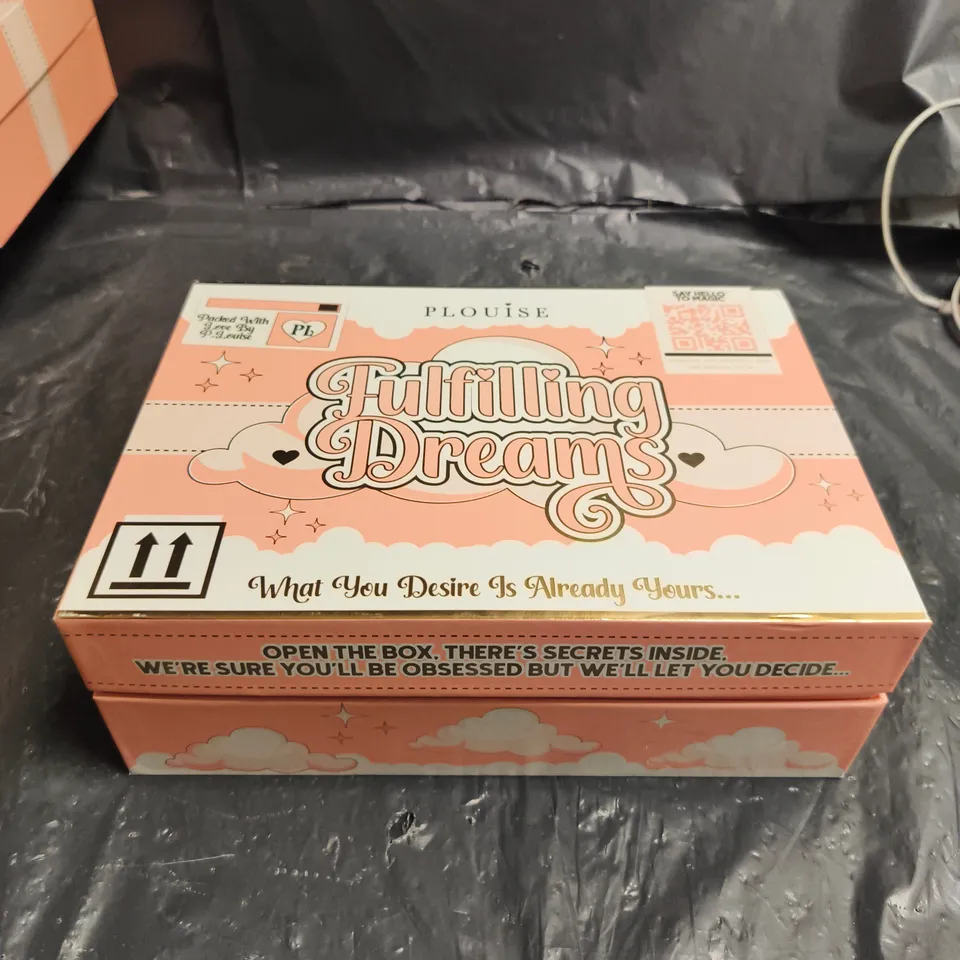 PLOUISE
SAY HELLO
TO MAGIC
Packed With
Love By
P.Louise
PL
Fulfilling
Dreams
What You Desire Is Already Yours...
OPEN THE BOX, THERE'S SECRETS INSIDE,
WE'RE SURE YOU'LL BE OBSESSED BUT WE'LL LET YOU DECIDE...